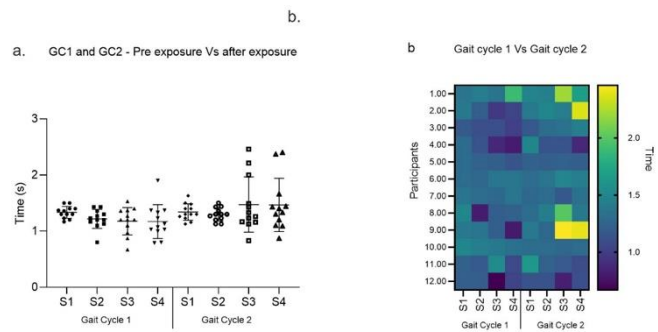 b.
a. GC1 and GC2 - Pre exposure Vs after exposure
Time (s)
3
2
1
0
S1 S2 S3 S4 S1 S2 S3 S4
Gait Cycle 1 Gait Cycle 2
b Gait cycle 1 Vs Gait cycle 2
Participants
1.00
2.00
3.00
4.00
5.00
6.00
7.00
8.00
9.00
10.00
11.00
12.00
S1 S2 S3 S4 S1 S2 S3 S4
Gait Cycle 1 Gait Cycle 2
2.0
1.5
1.0
Time